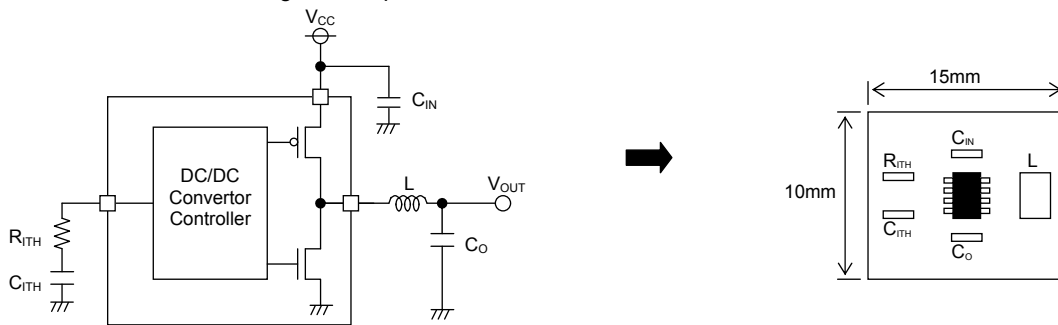 VCC
CIN
DC/DC
Convertor
Controller
L
VOUT
RITH
CO
CITH
15mm
10mm
CIN
RITH
L
CITH
CO